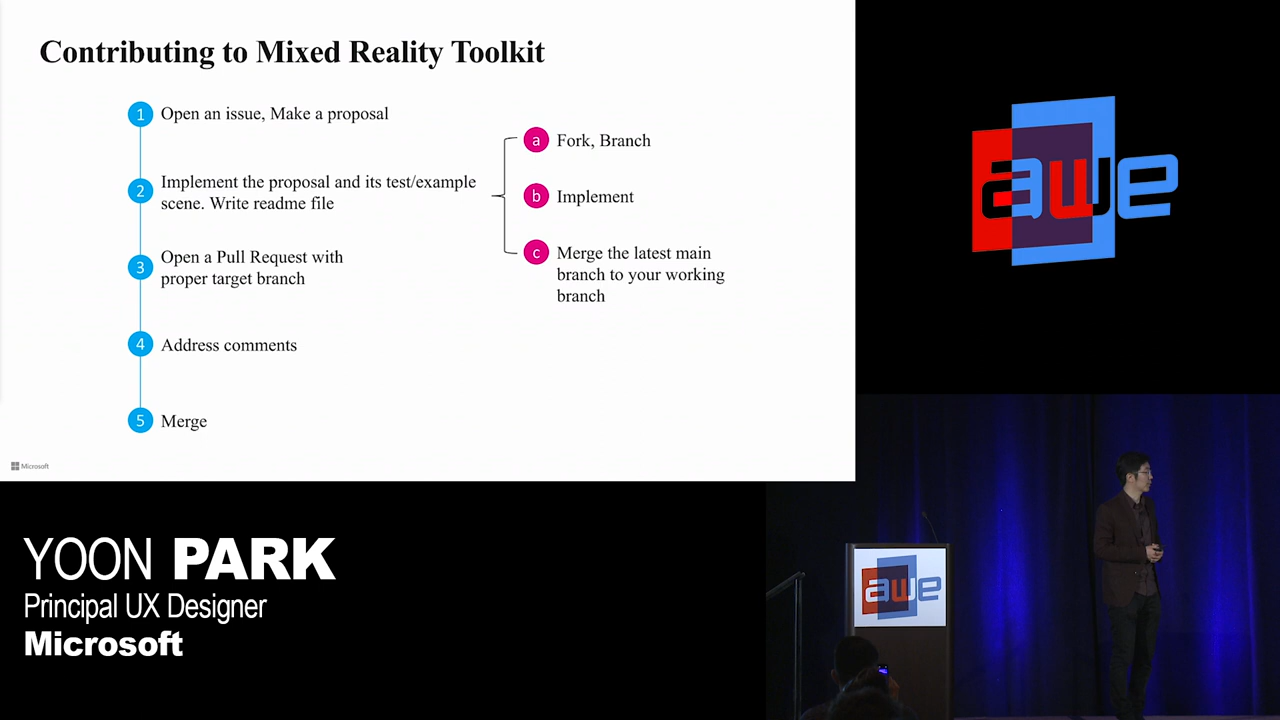 Contributing to Mixed Reality Toolkit
1 Open an issue, Make a proposal
2 Implement the proposal and its test/example
scene. Write readme file
3 Open a Pull Request with
proper target branch
4 Address comments
5 Merge
a Fork, Branch
b Implement
c Merge the latest main
branch to your working
branch
Microsoft
awe
YOON PARK
Principal UX Designer
Microsoft
awe